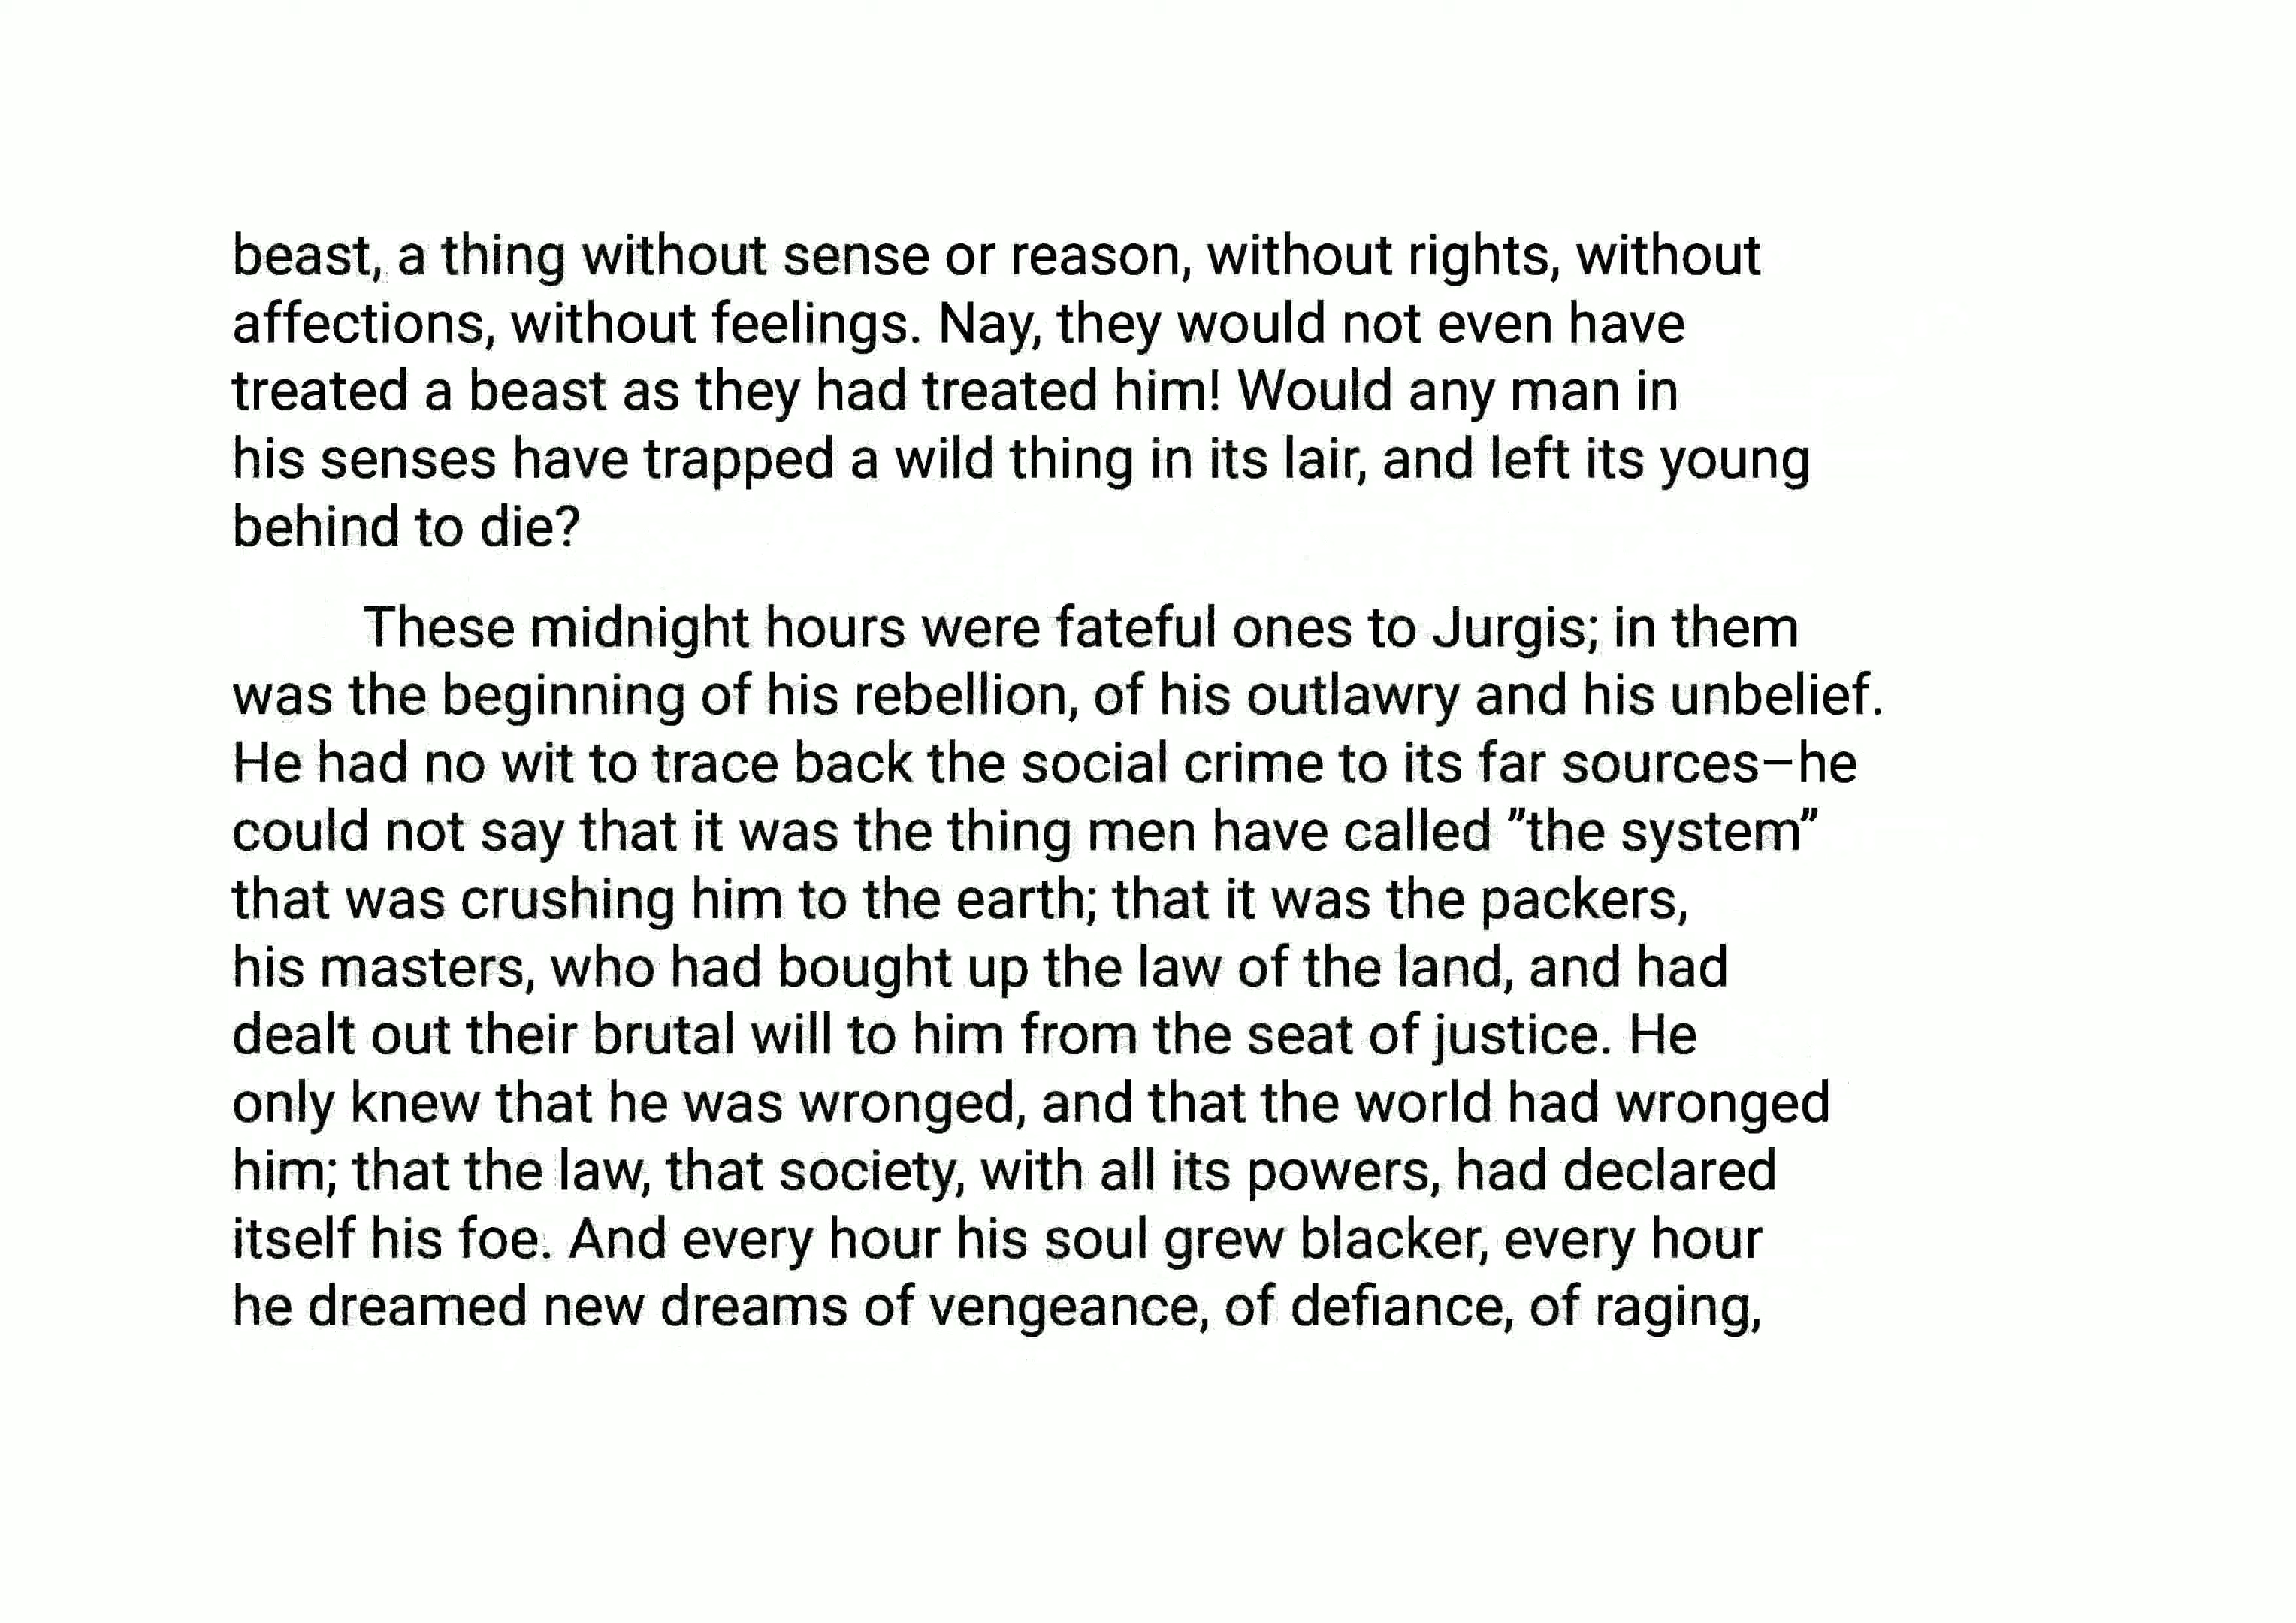 beast, a thing without sense or reason, without rights, without
affections, without feelings. Nay, they would not even have
treated a beast as they had treated him! Would any man in
his senses have trapped a wild thing in its lair, and left its young
behind to die?
These midnight hours were fateful ones to Jurgis; in them
was the beginning of his rebellion, of his outlawry and his unbelief.
He had no wit to trace back the social crime to its far sources—he
could not say that it was the thing men have called ”the system”
that was crushing him to the earth; that it was the packers,
his masters, who had bought up the law of the land, and had
dealt out their brutal will to him from the seat of justice. He
only knew that he was wronged, and that the world had wronged
him; that the law, that society, with all its powers, had declared
itself his foe. And every hour his soul grew blacker, every hour
he dreamed new dreams of vengeance, of defiance, of raging,